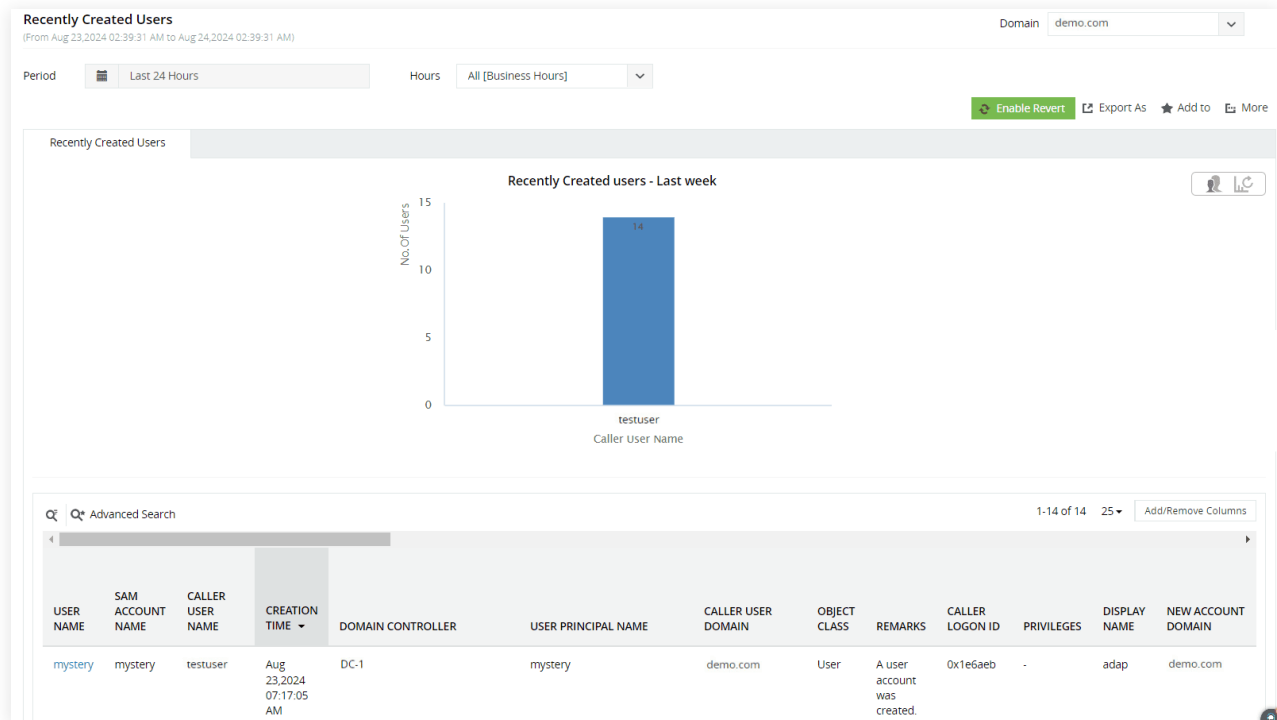 Recently Created Users
(From Aug 23,2024 02:39:31 AM to Aug 24,2024 02:39:31 AM)
Domain demo.com
Period Last 24 Hours Hours All [Business Hours]
Enable Revert Export As Add to More
Recently Created Users
Recently Created users - Last week
No.Of Users
15
14
10
5
0
testuser
Caller User Name
Advanced Search 1-14 of 14 25 Add/Remove Columns
USER NAME SAM ACCOUNT NAME CALLER USER NAME CREATION TIME DOMAIN CONTROLLER USER PRINCIPAL NAME CALLER USER DOMAIN OBJECT CLASS REMARKS CALLER LOGON ID PRIVILEGES DISPLAY NAME NEW ACCOUNT DOMAIN
mystery mystery testuser Aug 23,2024 07:17:05 AM DC-1 mystery demo.com User A user account was created. 0x1e6aeb - adap demo.com